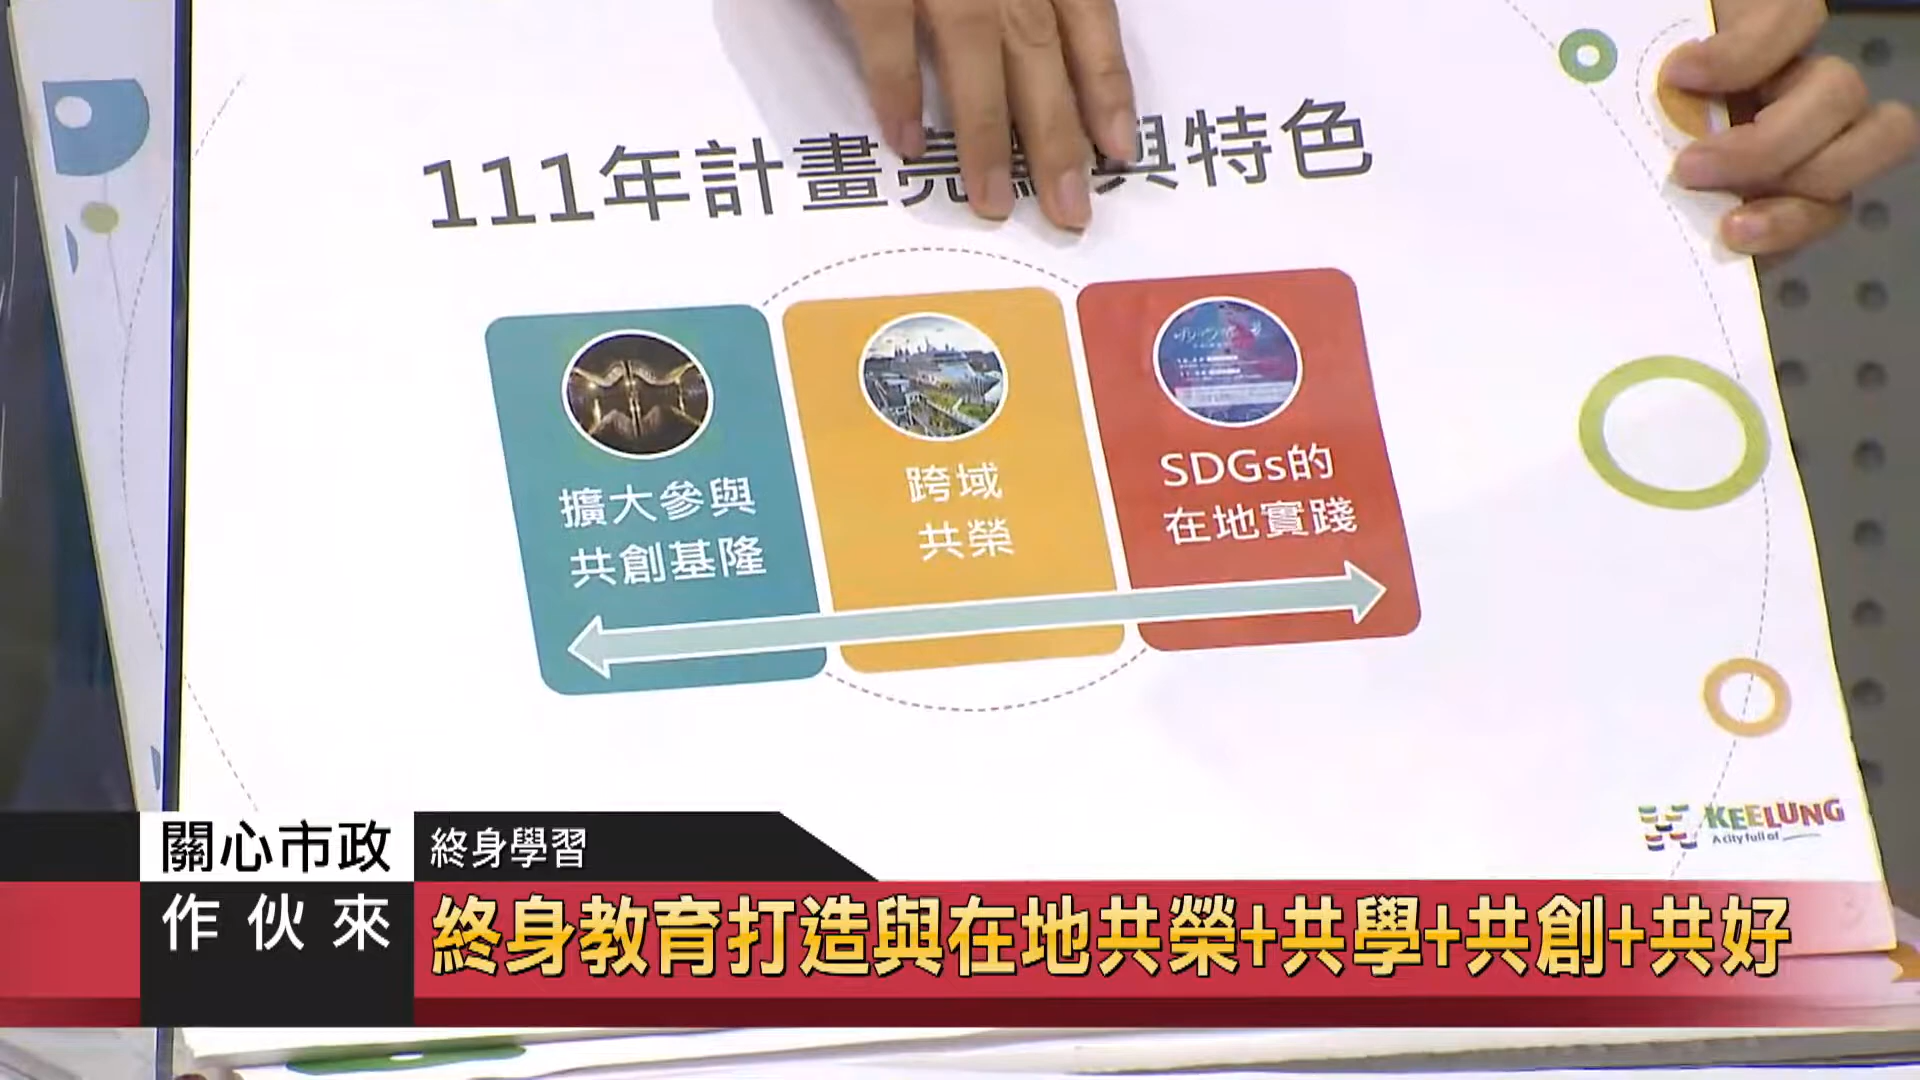 111年計畫亮點與特色
擴大參與
共創基隆
跨域
共榮
SDGs的
在地實踐
KEELUNG
A city full of
關心市政
作伙來
終身學習
終身教育打造與在地共榮+共學+共創+共好